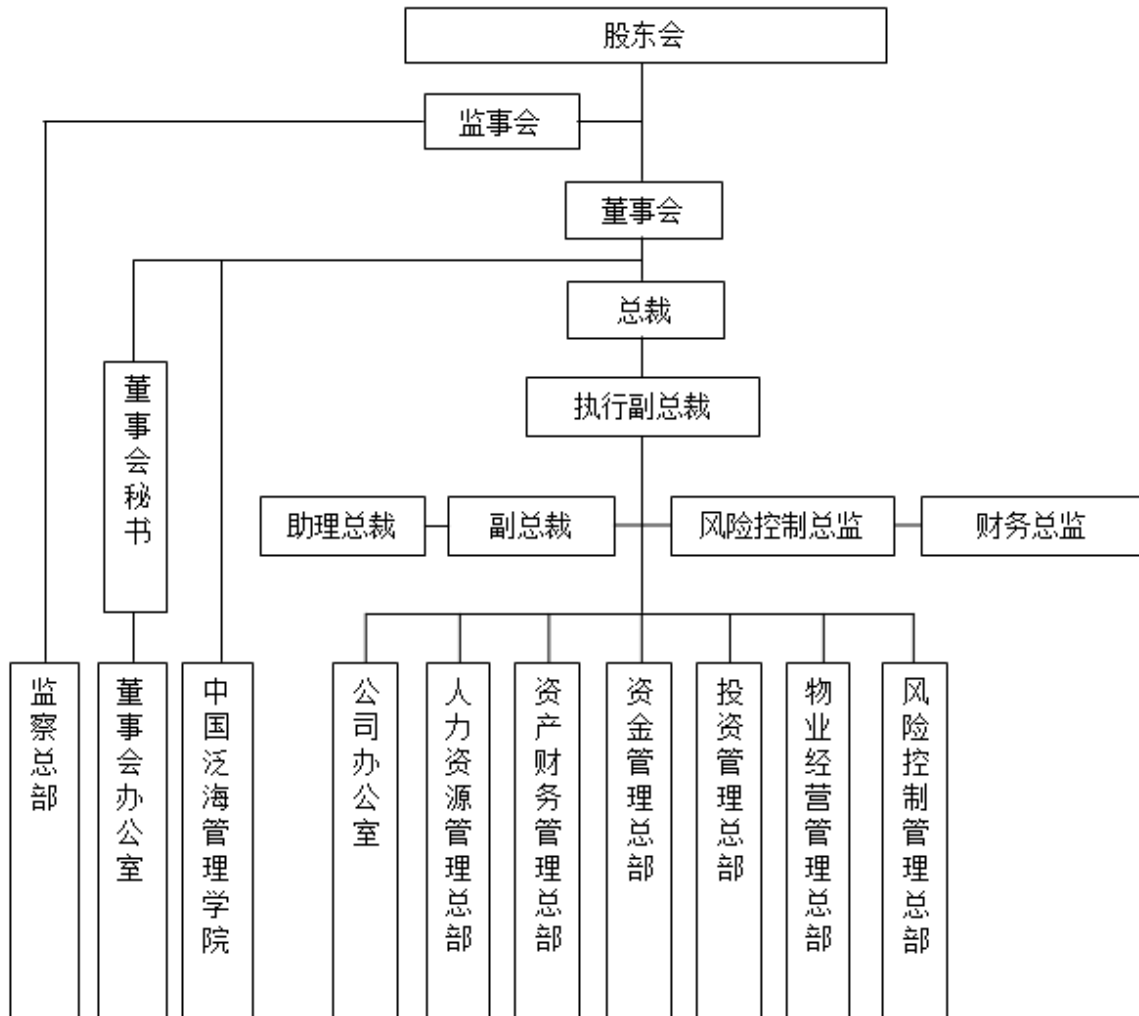 股东会
监事会
董事会
总裁
董事会秘书
执行副总裁
助理总裁
副总裁
风险控制总监
财务总监
监察总部
董事会办公室
中国泛海管理学院
公司办公室
人力资源管理总部
资产财务管理总部
资金管理总部
投资管理总部
物业经营管理总部
风险控制管理总部